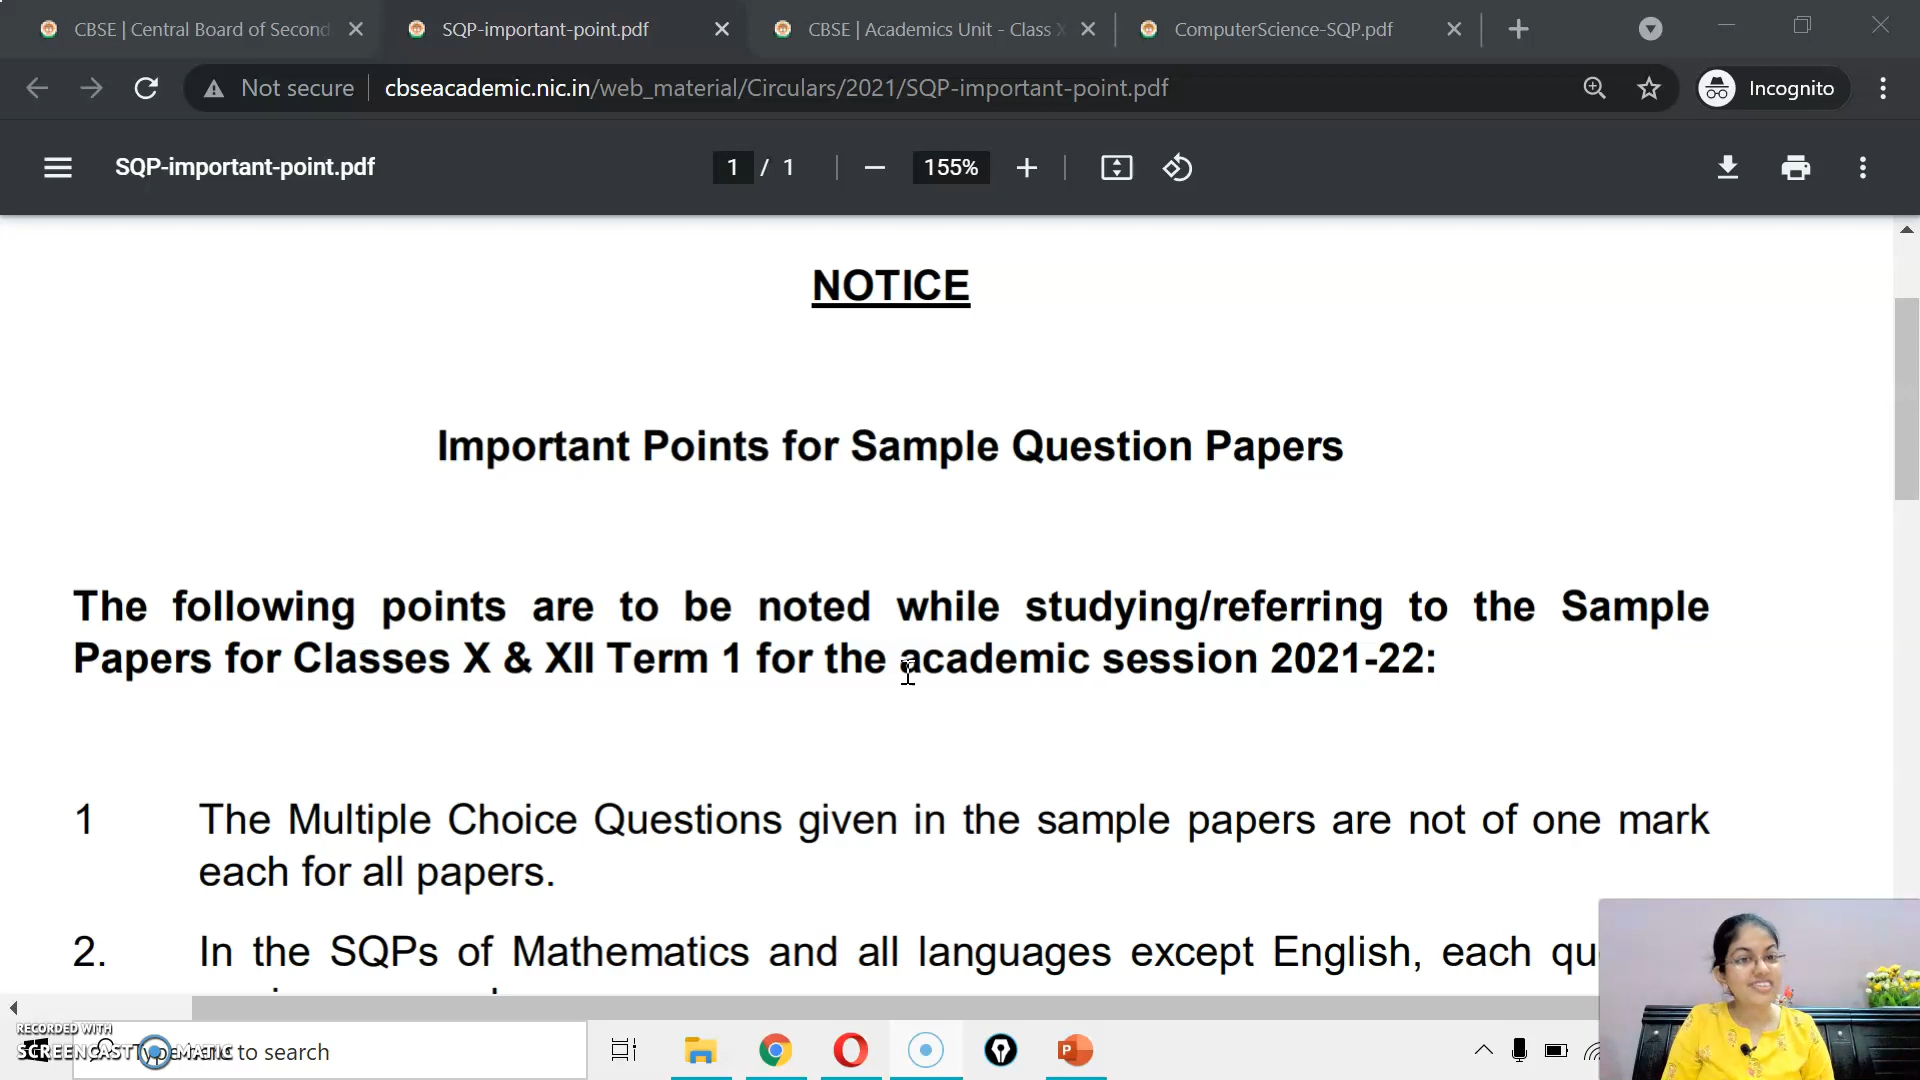 CBSE | Central Board of Second
SQP-important-point.pdf
CBSE | Academics Unit - Class X
ComputerScience-SQP.pdf
Not secure
cbseacademic.nic.in/web_material/Circulars/2021/SQP-important-point.pdf
Incognito
SQP-important-point.pdf
1 / 1
155%
NOTICE
Important Points for Sample Question Papers
The following points are to be noted while studying/referring to the Sample
Papers for Classes X & XII Term 1 for the academic session 2021-22:
1 The Multiple Choice Questions given in the sample papers are not of one mark
each for all papers.
2. In the SQPs of Mathematics and all languages except English, each
RECORDED WITH
SCREENCAST MATIC
to search